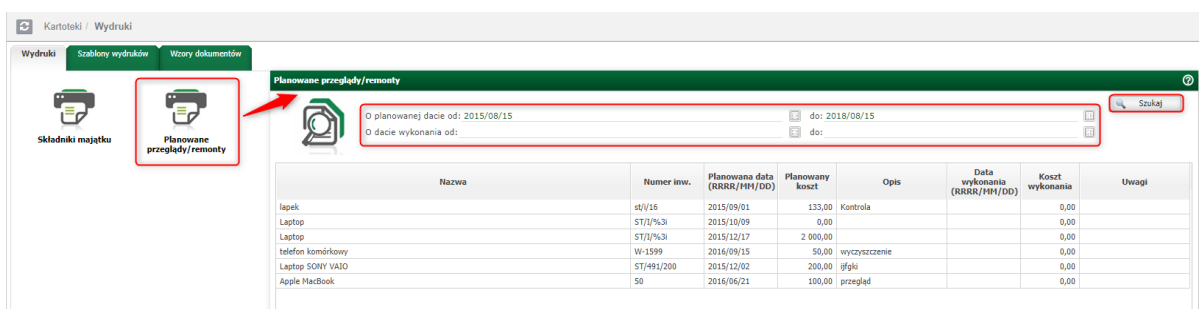 Kartoteki / Wydruki
Wydruki Szablony wydruków Wzory dokumentów
Składniki majątku
Planowane
przeglądy/remonty
Planowane przeglądy/remonty
O planowanej dacie od: 2015/08/15 do: 2018/08/15
O dacie wykonania od: do:
Szukaj
Nazwa Numer inw. Planowana data (RRRR/MM/DD) Planowany koszt Opis Data wykonania (RRRR/MM/DD) Koszt wykonania Uwagi
lapek st/i/16 2015/09/01 133,00 Kontrola 0,00
Laptop ST/I/%3i 2015/10/09 0,00 0,00
Laptop ST/I/%3i 2015/12/17 2 000,00 0,00
telefon komórkowy W-1599 2016/09/15 50,00 wyczyszczenie 0,00
Laptop SONY VAIO ST/491/200 2015/12/02 200,00 ijfgki 0,00
Apple MacBook 50 2016/06/21 100,00 przegląd 0,00